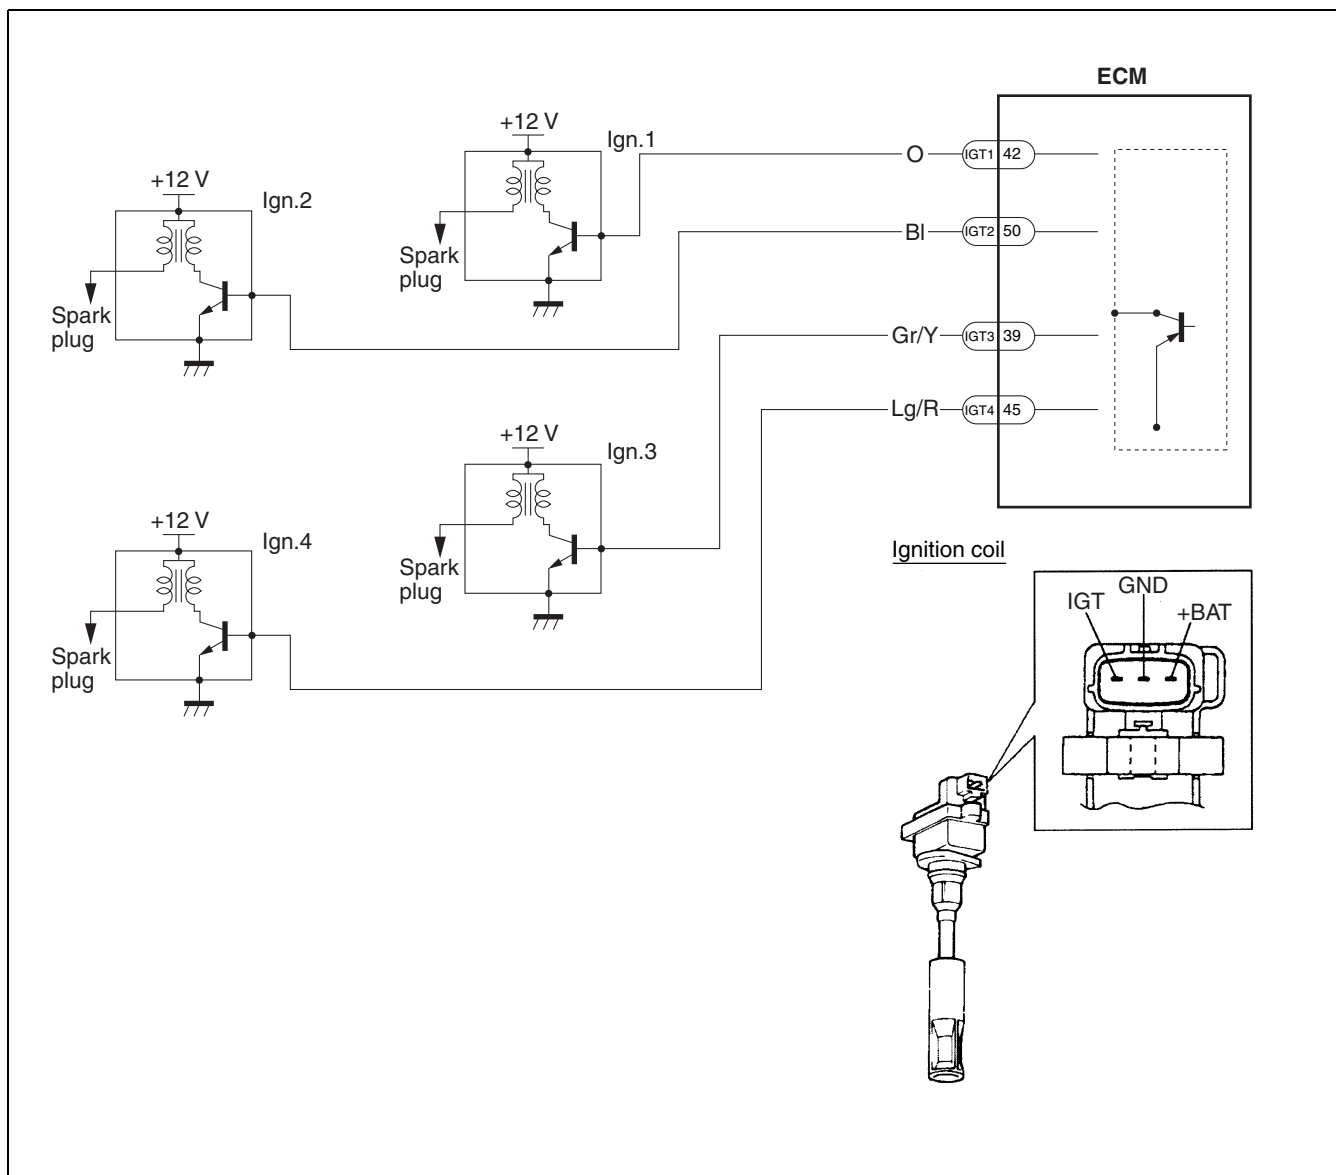 ECM
+12 V
Ign.1
Spark
plug
O
IGT1 42
+12 V
Ign.2
Spark
plug
Bl
IGT2 50
Gr/Y
IGT3 39
Lg/R
IGT4 45
+12 V
Ign.3
Spark
plug
+12 V
Ign.4
Spark
plug
Ignition coil
IGT
GND
+BAT